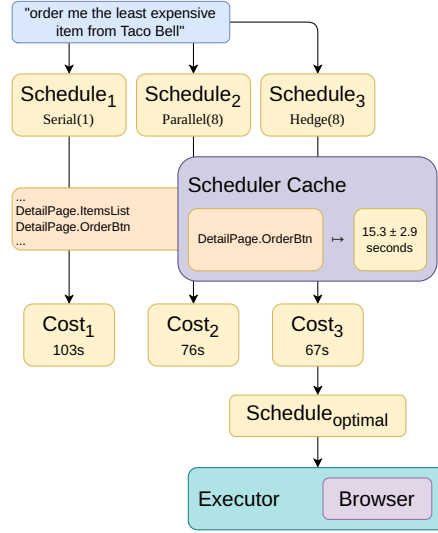 "order me the least expensive
item from Taco Bell"
Schedule1
Serial(1)
Schedule2
Parallel(8)
Schedule3
Hedge(8)
...
DetailPage.ItemsList
DetailPage.OrderBtn
...
Scheduler Cache
DetailPage.OrderBtn
↦
15.3 ± 2.9
seconds
Cost1
103s
Cost2
76s
Cost3
67s
Scheduleoptimal
Executor
Browser